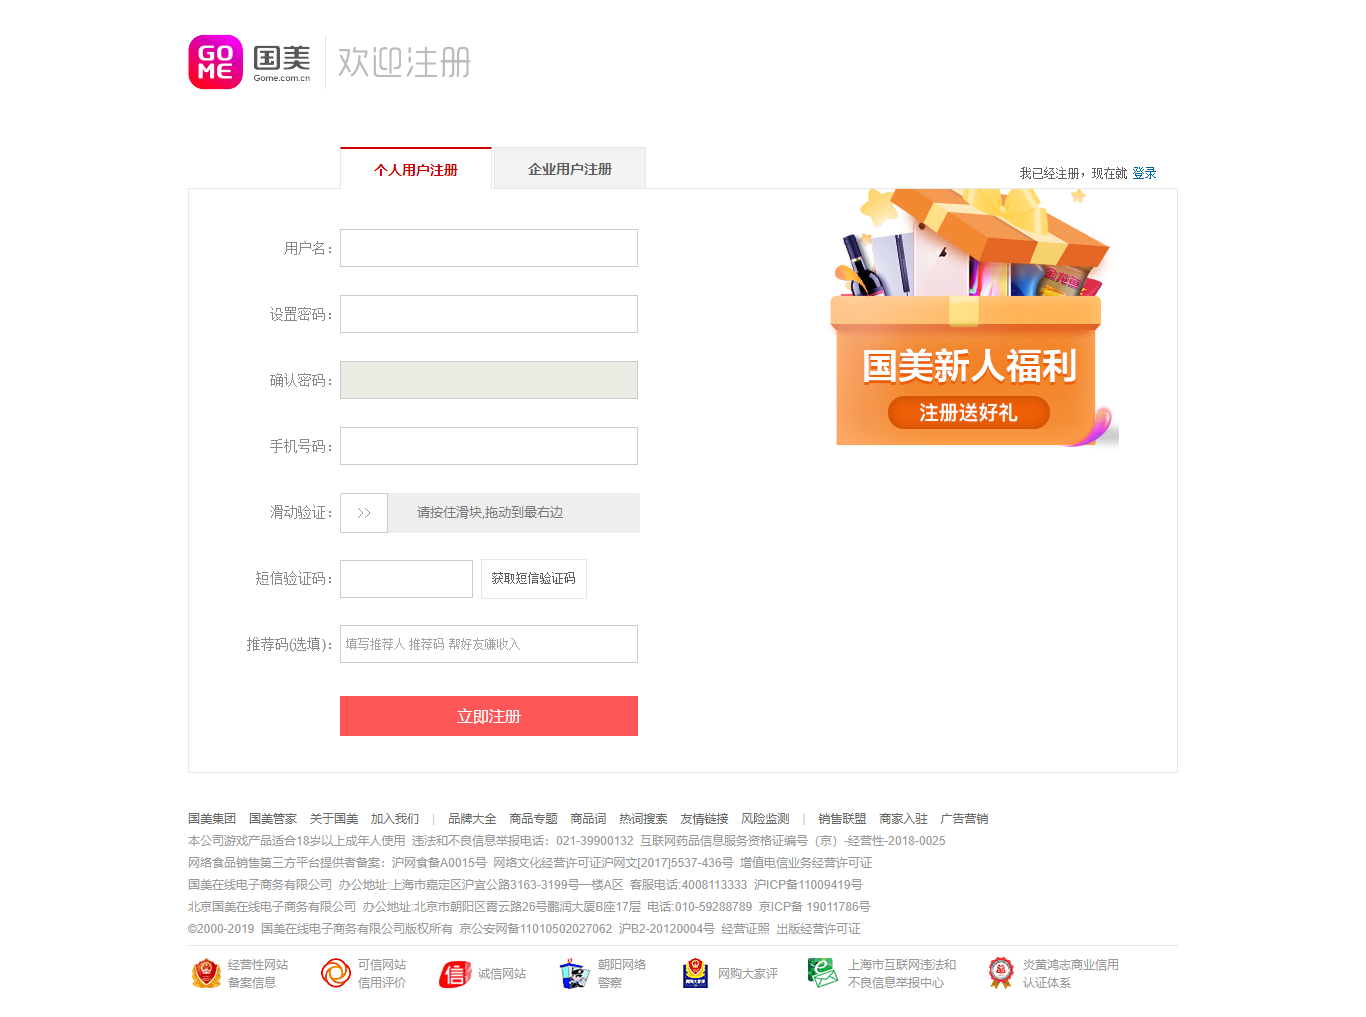 GO
ME
国美
Gome.com.cn
欢迎注册
个人用户注册
企业用户注册
我已经注册，现在就 登录
用户名：
设置密码：
确认密码：
手机号码：
滑动验证：
>> 请按住滑块,拖动到最右边
短信验证码：
获取短信验证码
推荐码(选填)：
填写推荐人 推荐码 帮好友赚收入
立即注册
国美新人福利
注册送好礼
国美集团 国美管家 关于国美 加入我们 | 品牌大全 商品专题 商品词 热词搜索 友情链接 风险监测 | 销售联盟 商家入驻 广告营销
本公司游戏产品适合18岁以上成年人使用 违法和不良信息举报电话：021-39900132 互联网药品信息服务资格证编号（京）-经营性-2018-0025
网络食品销售第三方平台提供者备案：沪网食备A0015号 网络文化经营许可证沪网文[2017]5537-436号 增值电信业务经营许可证
国美在线电子商务有限公司 办公地址:上海市嘉定区沪宜公路3163-3199号一楼A区 客服电话:4008113333 沪ICP备11009419号
北京国美在线电子商务有限公司 办公地址:北京市朝阳区霄云路26号鹏润大厦B座17层 电话:010-59288789 京ICP备 19011786号
©2000-2019 国美在线电子商务有限公司版权所有 京公安网备11010502027062 沪B2-20120004号 经营证照 出版经营许可证
经营性网站
备案信息
可信网站
信用评价
信
诚信网站
朝阳网络
警察
网购大家评
上海市互联网违法和
不良信息举报中心
炎黄鸿志商业信用
认证体系